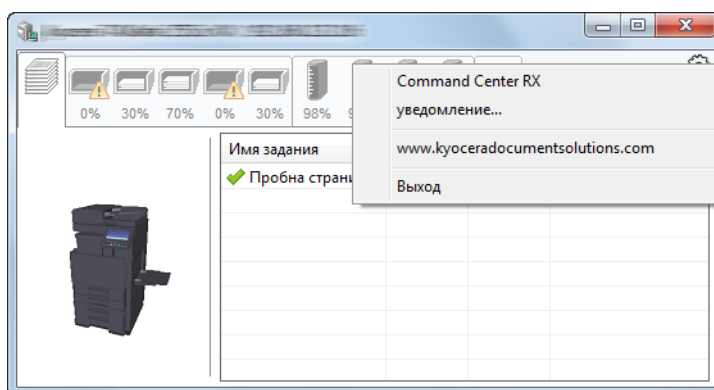 0% 30% 70% 0% 30% 98%
Command Center RX
уведомление...
www.kyoceradocumentsolutions.com
Выход
Имя задания
Пробна страни